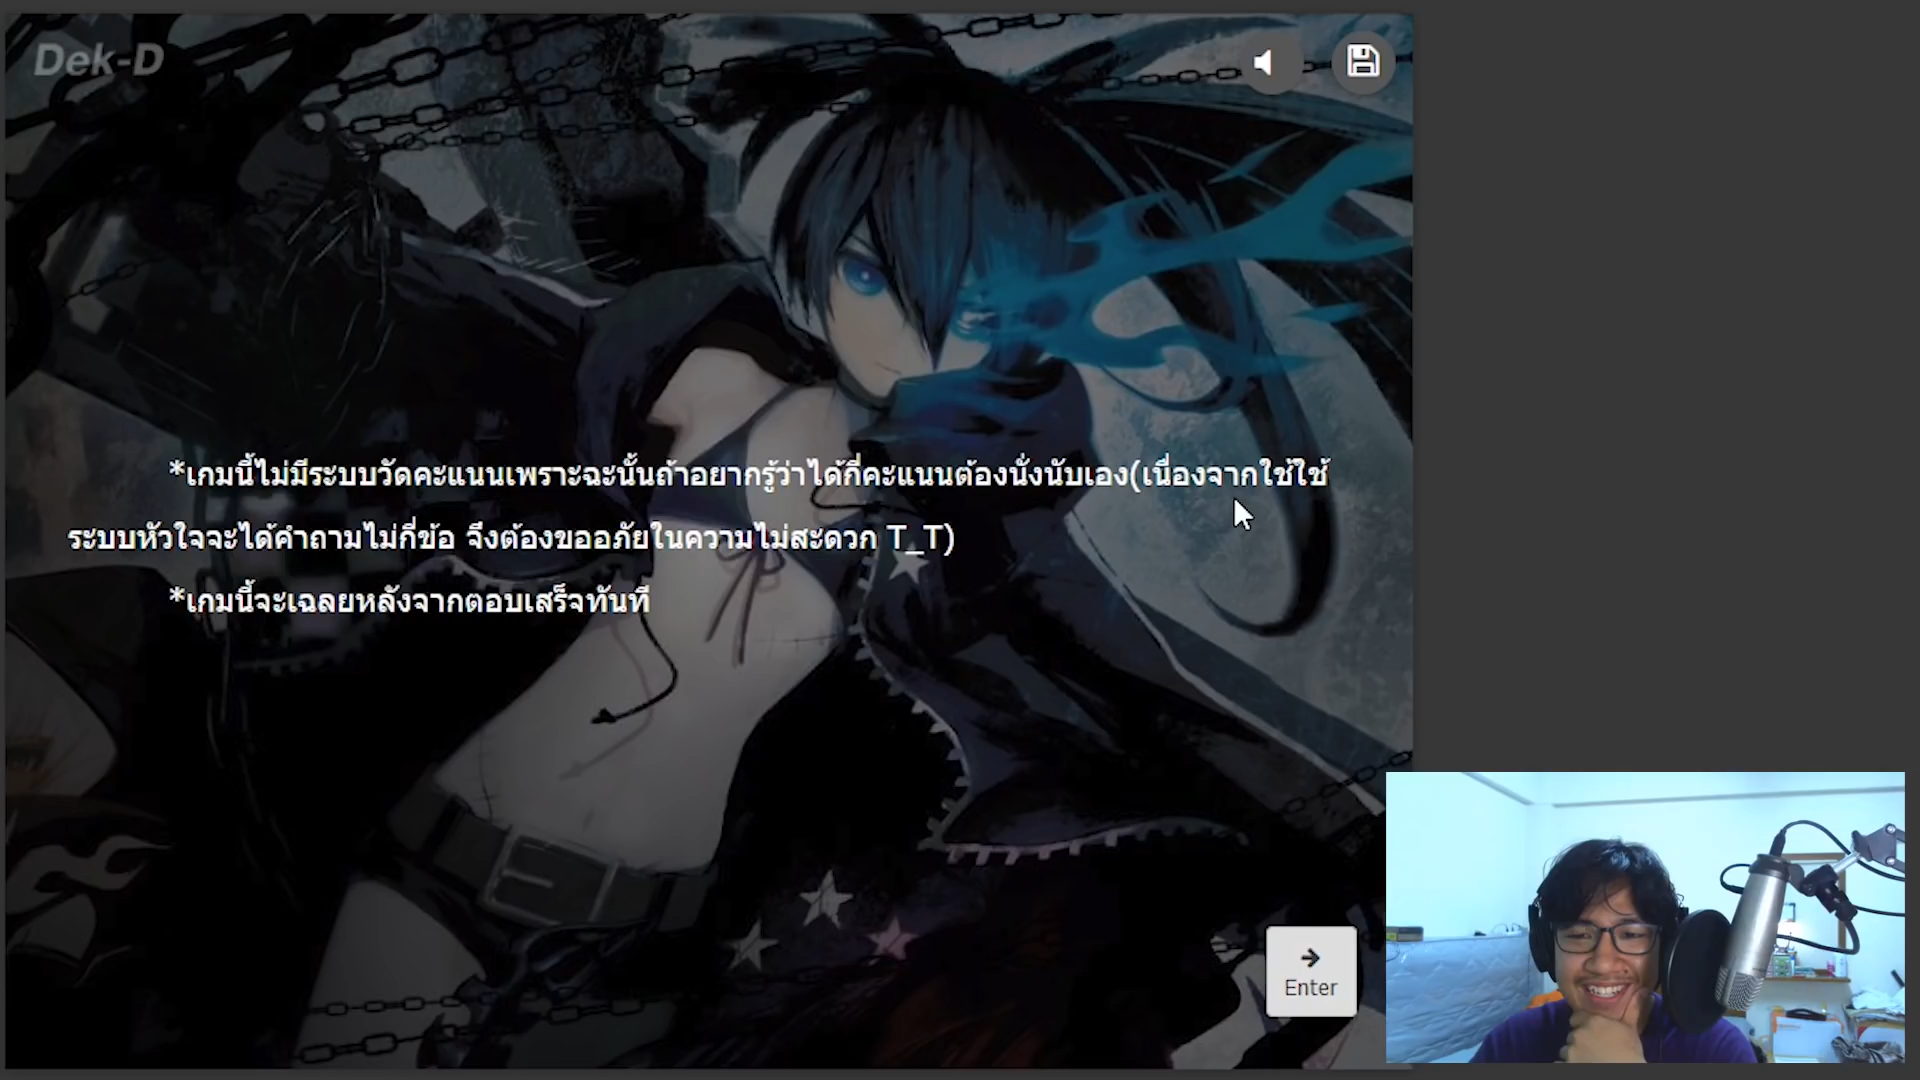 Dek-D
*เกมนี้ไม่มีระบบวัดคะแนนเพราะฉะนั้นถ้าอยากรู้ว่าได้กี่คะแนนต้องนั่งนับเอง(เนื่องจากใช้ใช้
ระบบหัวใจจะได้คำถามไม่กี่ข้อ จึงต้องขออภัยในความไม่สะดวก T_T)
*เกมนี้จะเฉลยหลังจากตอบเสร็จทันที
Enter